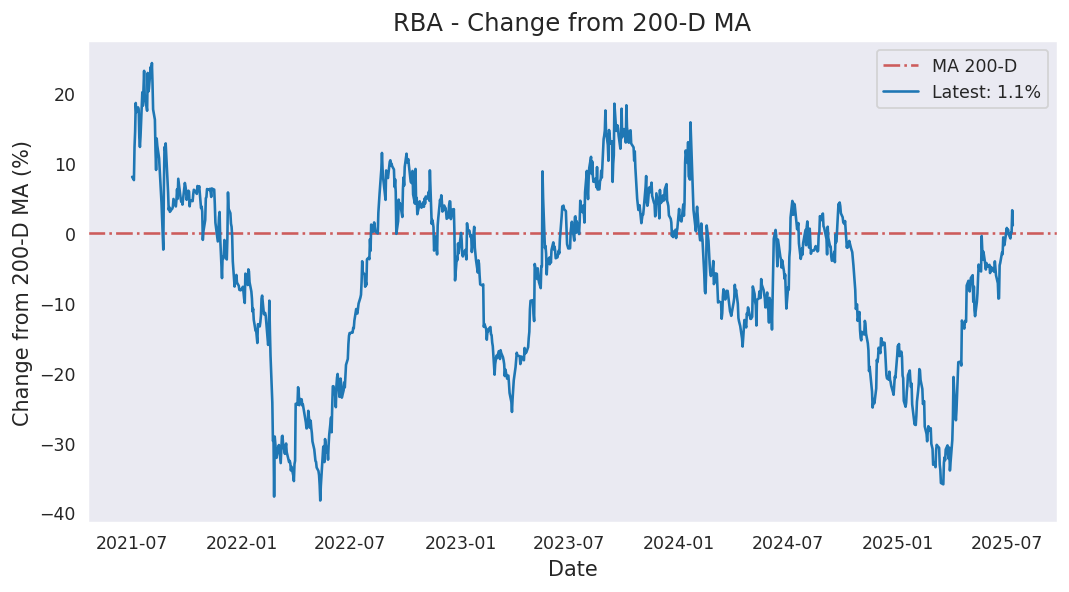 RBA - Change from 200-D MA
MA 200-D
Latest: 1.1%
Change from 200-D MA (%)
20
10
0
−10
−20
−30
−40
2021-07 2022-01 2022-07 2023-01 2023-07 2024-01 2024-07 2025-01 2025-07
Date